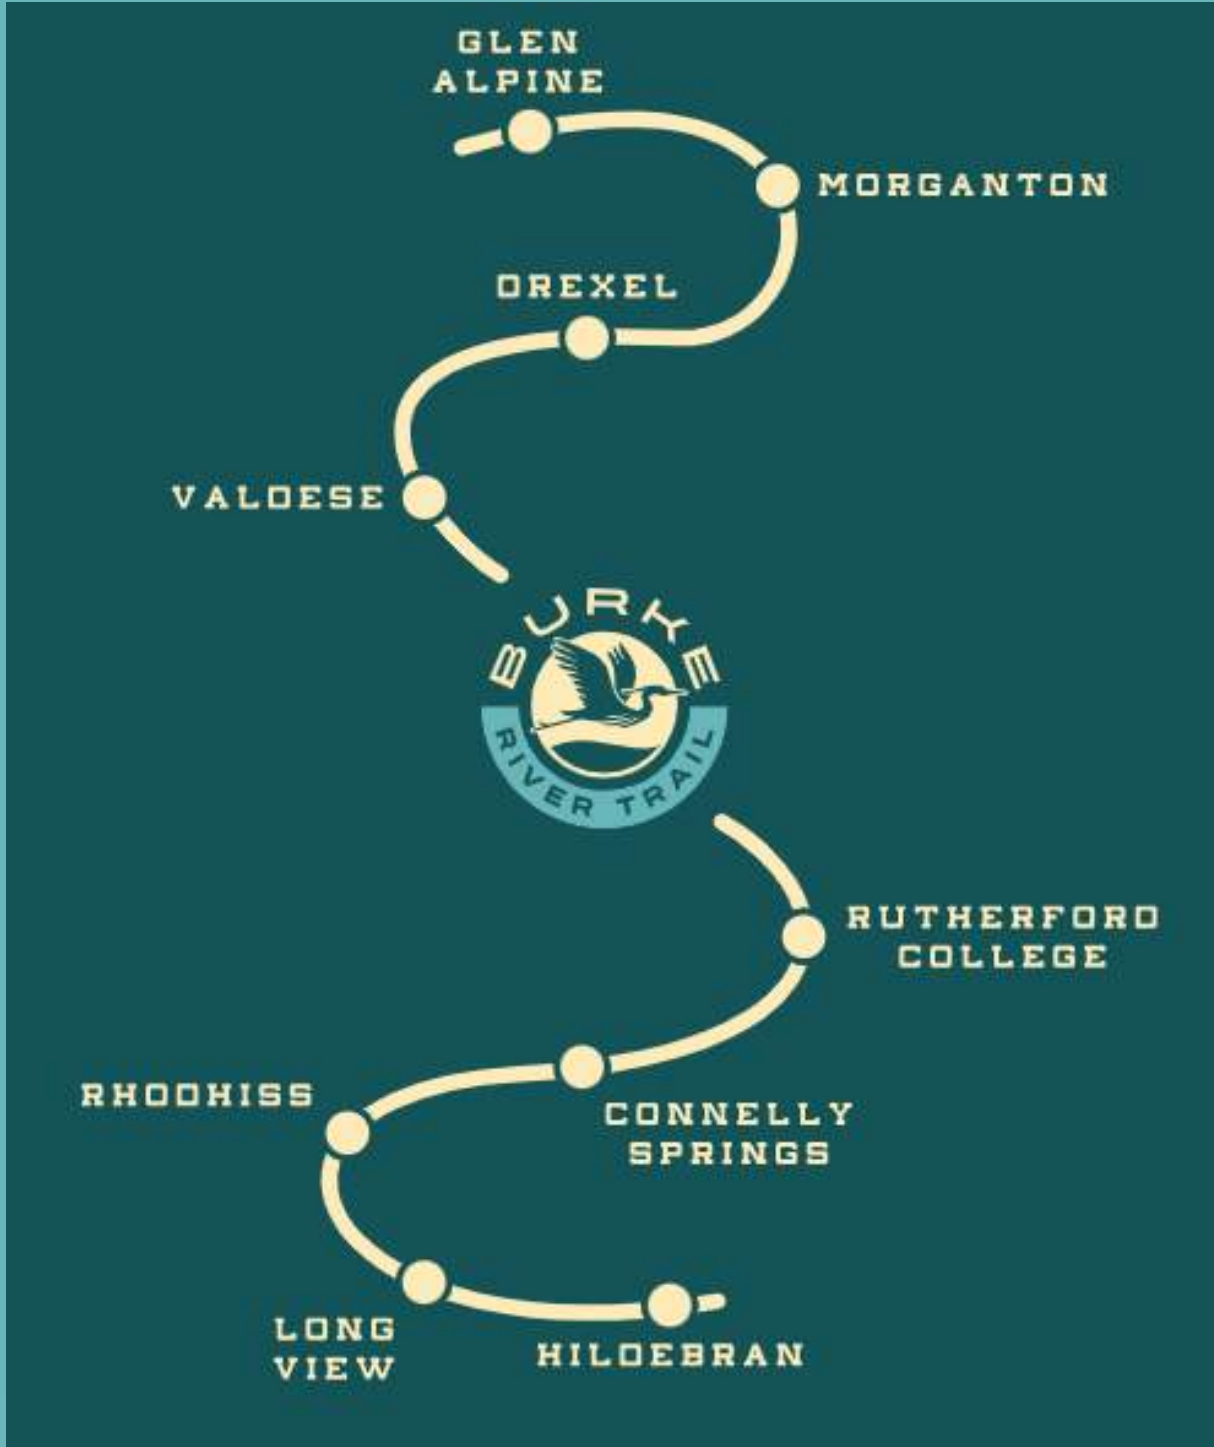 GLEN
ALPINE
MORGANTON
DREXEL
VALDESE
BURKE
RIVER TRAIL
RUTHERFORD
COLLEGE
RHODHISS
CONNELLY
SPRINGS
LONG
VIEW
HILDEBRAN